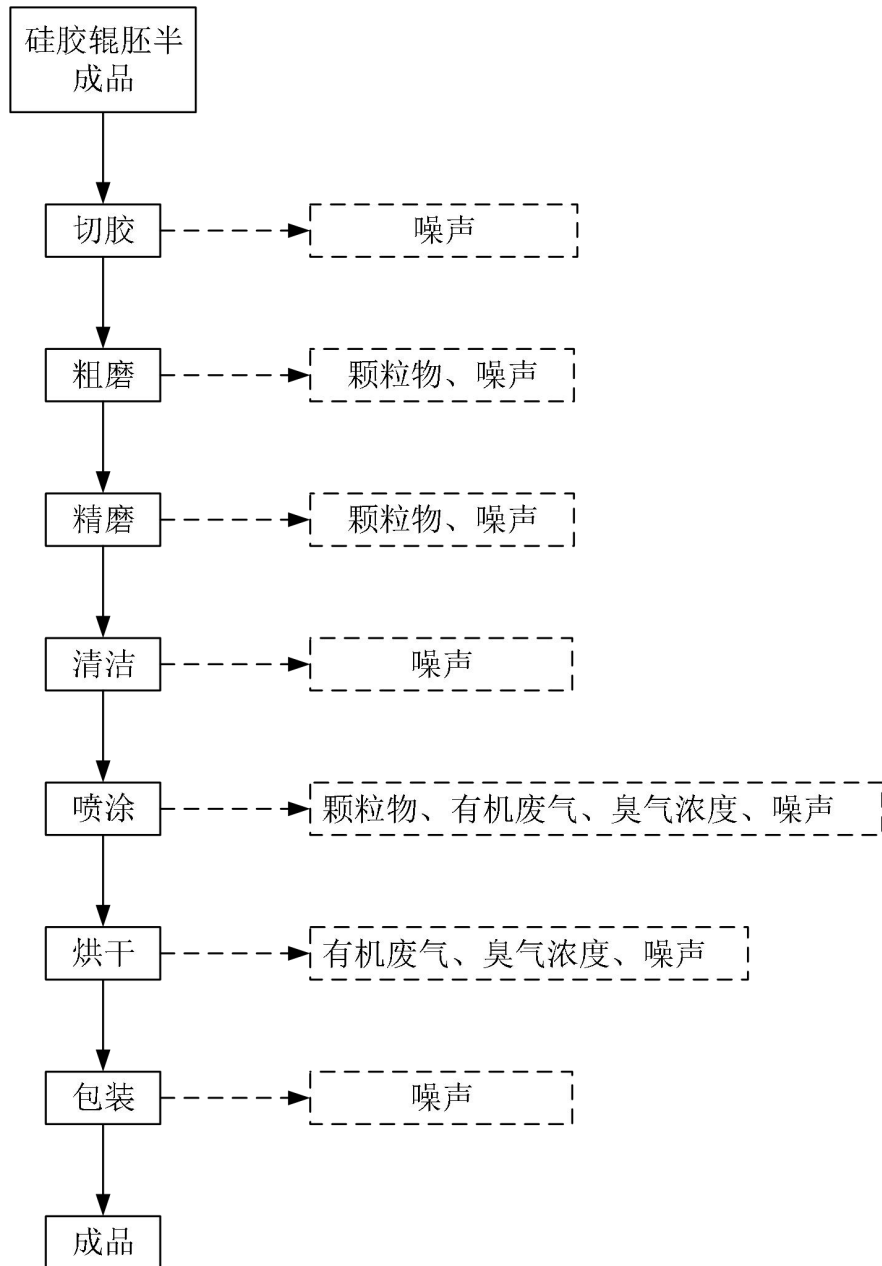 硅胶辊胚半
成品
切胶
噪声
粗磨
颗粒物、噪声
精磨
颗粒物、噪声
清洁
噪声
喷涂
颗粒物、有机废气、臭气浓度、噪声
烘干
有机废气、臭气浓度、噪声
包装
噪声
成品